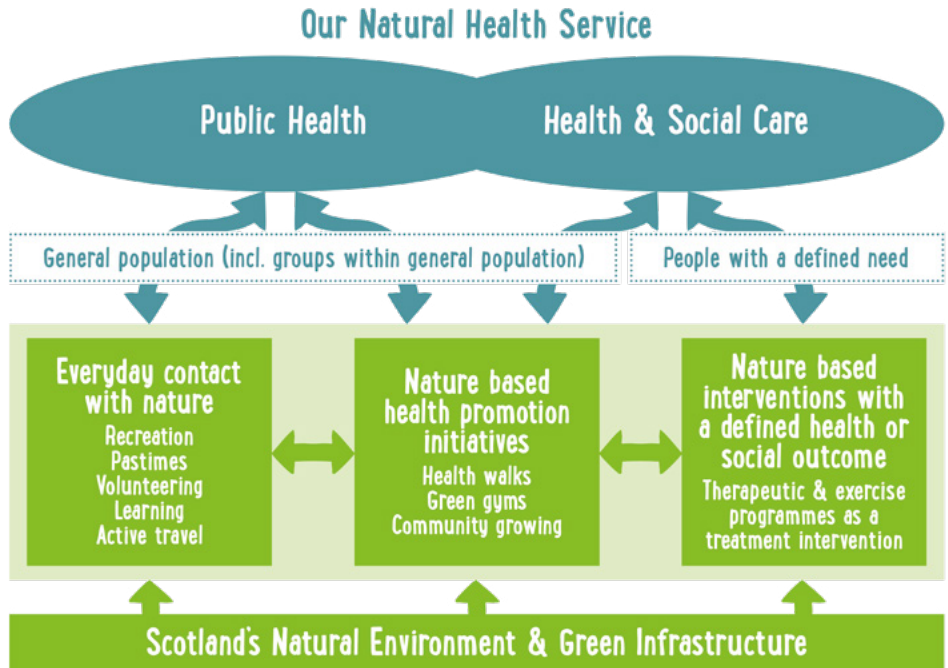 Our Natural Health Service
Public Health
Health & Social Care
General population (incl. groups within general population)
People with a defined need
Everyday contact
with nature
Recreation
Pastimes
Volunteering
Learning
Active travel
Nature based
health promotion
initiatives
Health walks
Green gyms
Community growing
Nature based
interventions with
a defined health or
social outcome
Therapeutic & exercise
programmes as a
treatment intervention
Scotland's Natural Environment & Green Infrastructure